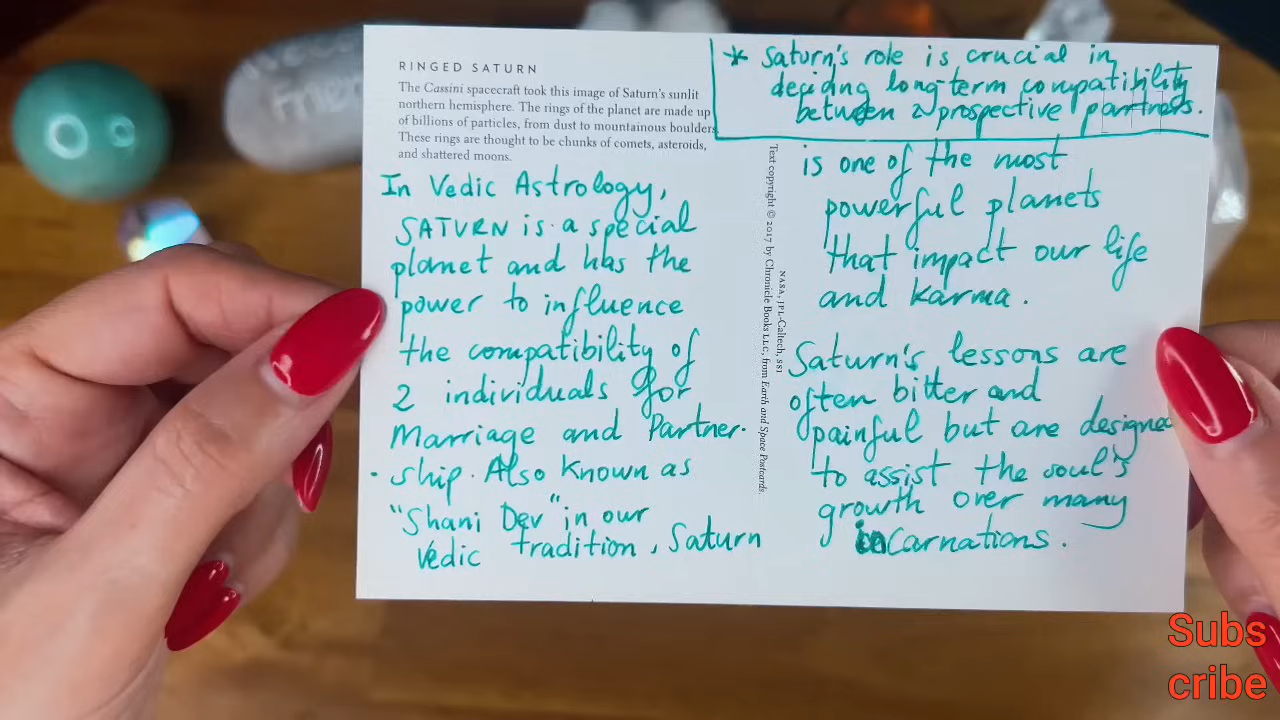 RINGED SATURN
The Cassini spacecraft took this image of Saturn's sunlit
northern hemisphere. The rings of the planet are made up
of billions of particles, from dust to mountainous boulders.
These rings are thought to be chunks of comets, asteroids,
and shattered moons.
In Vedic Astrology,
SATURN is a special
planet and has the
power to influence
the compatibility of
2 individuals for
Marriage and Partner-
-ship. Also known as
"Shani Dev" in our
Vedic tradition, Saturn
* Saturn's role is crucial in
deciding long-term compatibility
between 2 prospective partners.
is one of the most
powerful planets
that impact our life
and karma.
Saturn's lessons are
often bitter and
painful but are designed
to assist the soul's
growth over many
incarnations.
NASA, JPL-Caltech, SSI
Text copyright © 2017 by Chronicle Books LLC, from Earth and Space Postcards.
Subs
cribe